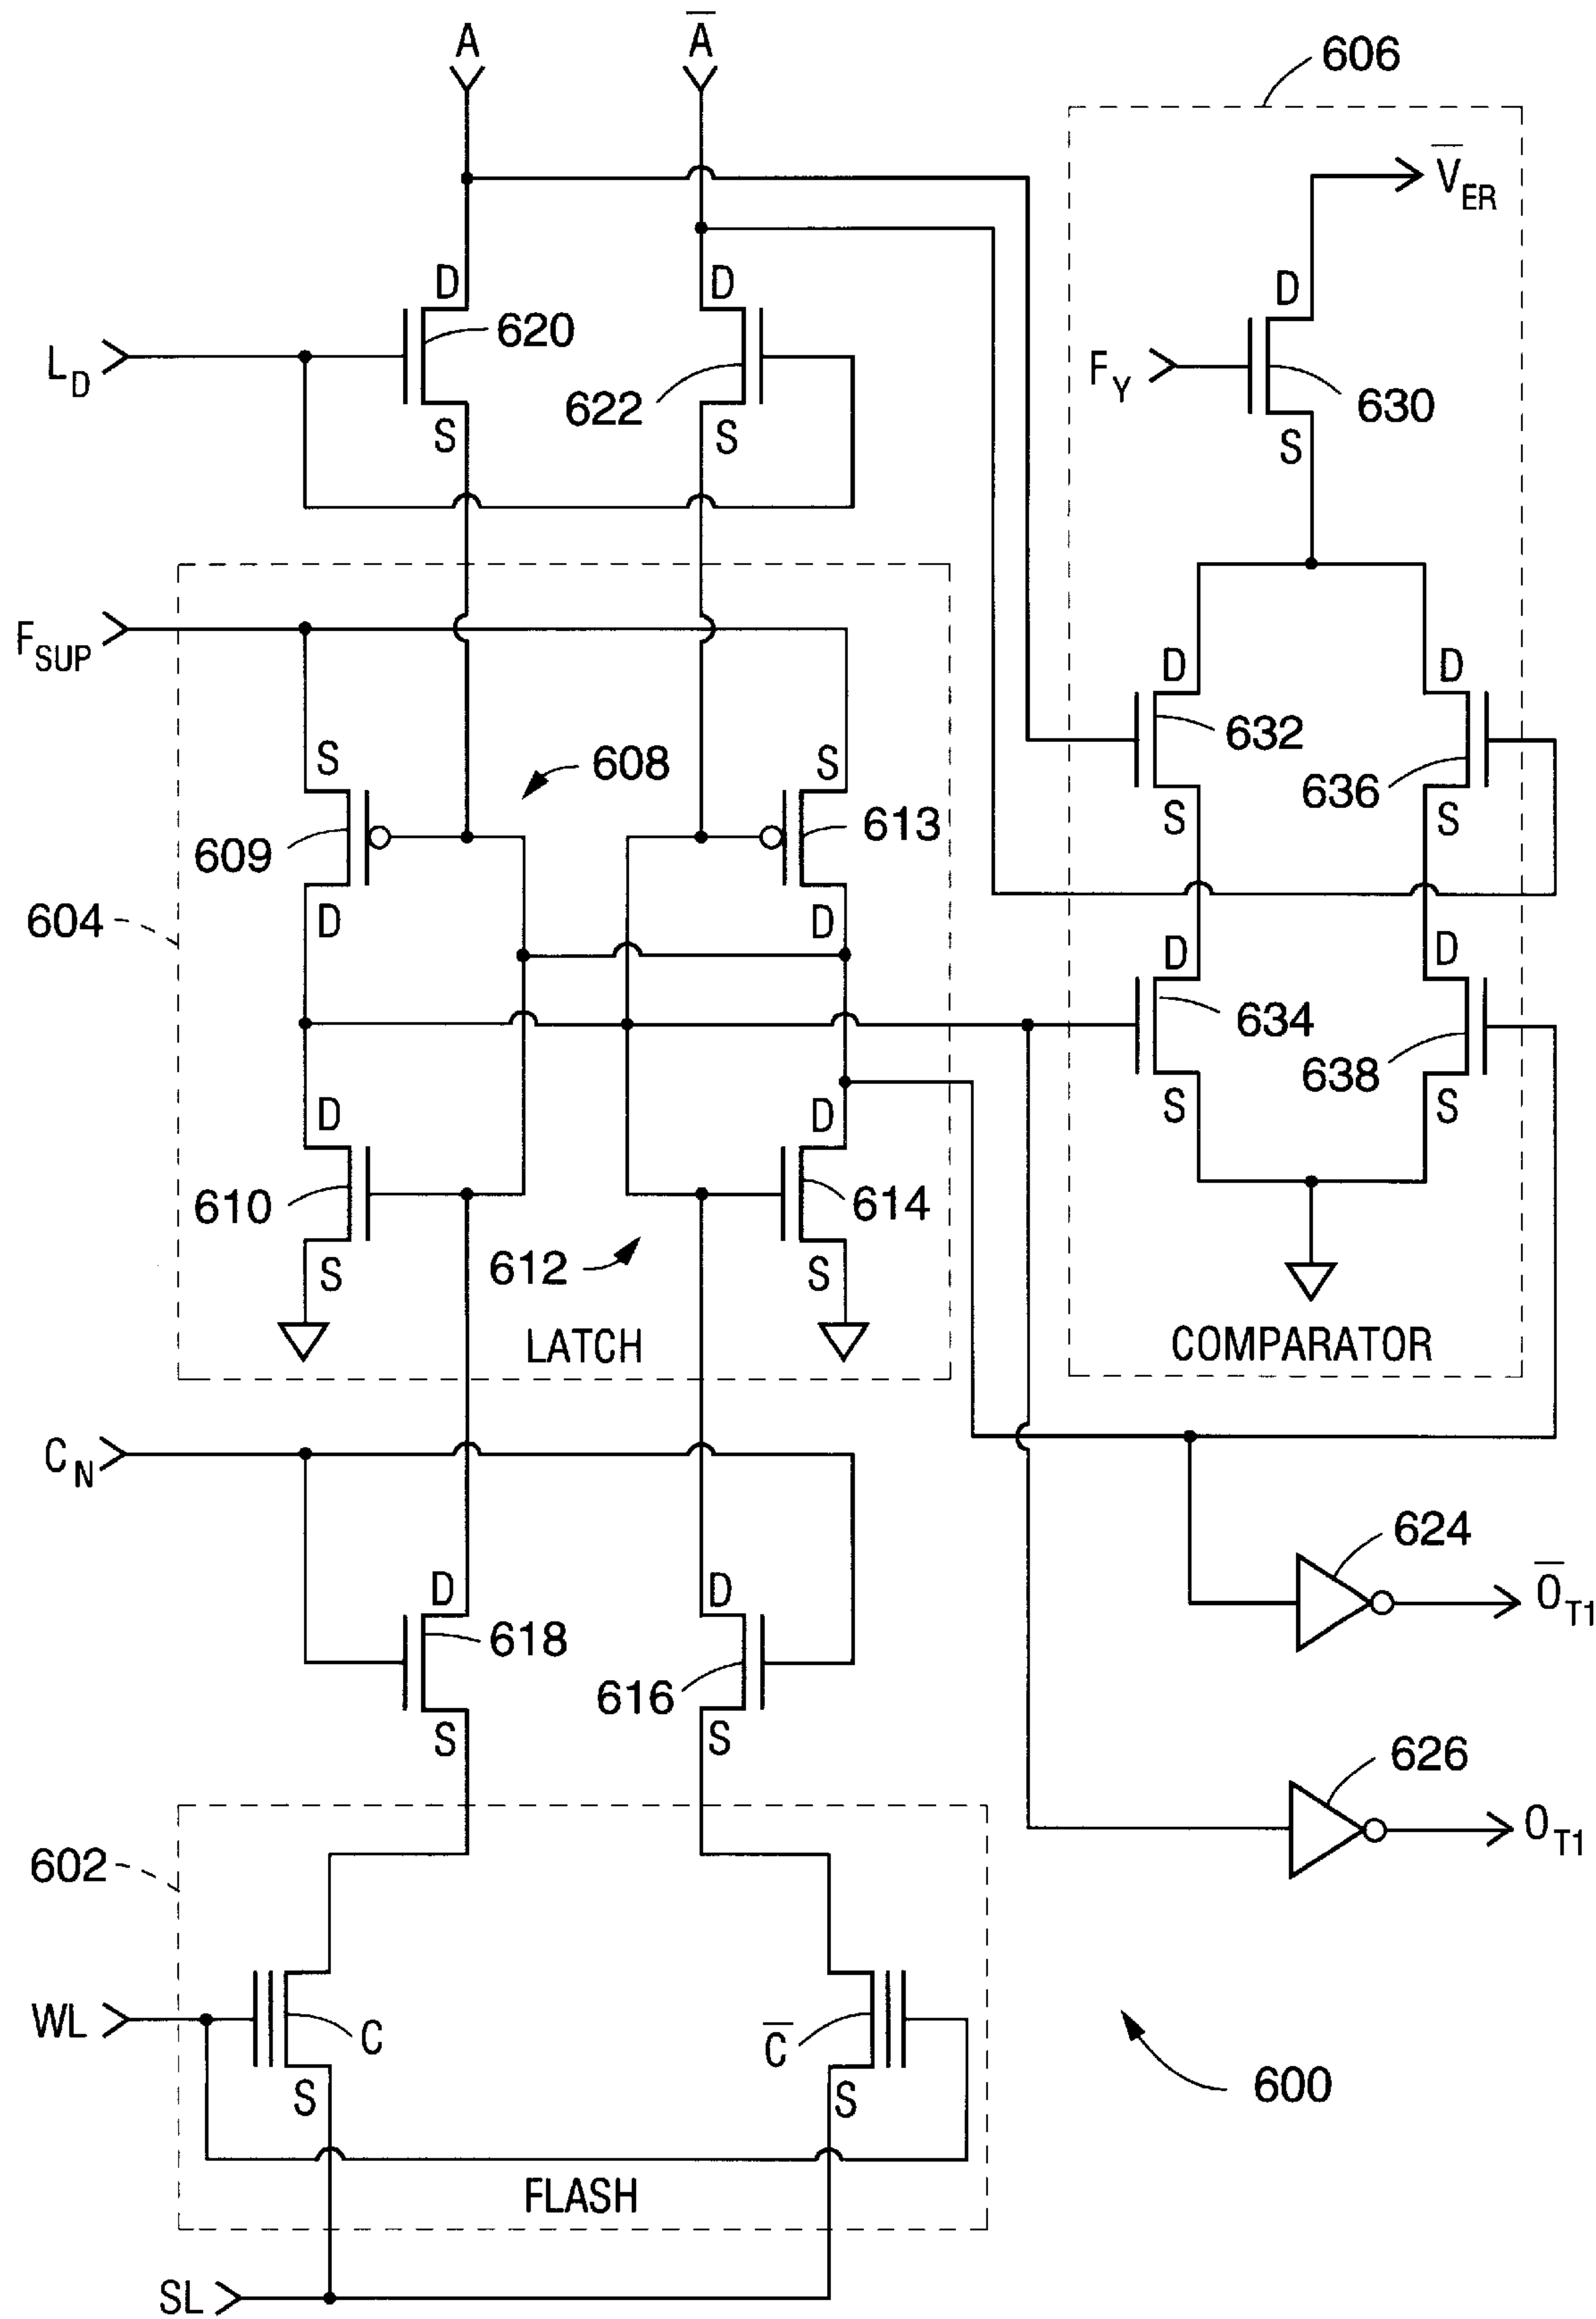 A
A̅
606
V̅ER
D
D
D
620
LD
622
FY
630
S
S
S
FSUP
D
D
S
608
S
632
636
609
613
S
S
604
D
D
D
D
634
638
D
D
S
S
610
614
612
S
S
LATCH
COMPARATOR
CN
624
O̅T1
D
D
618
616
S
S
626
OT1
602
WL
C
C̅
600
S
S
FLASH
SL